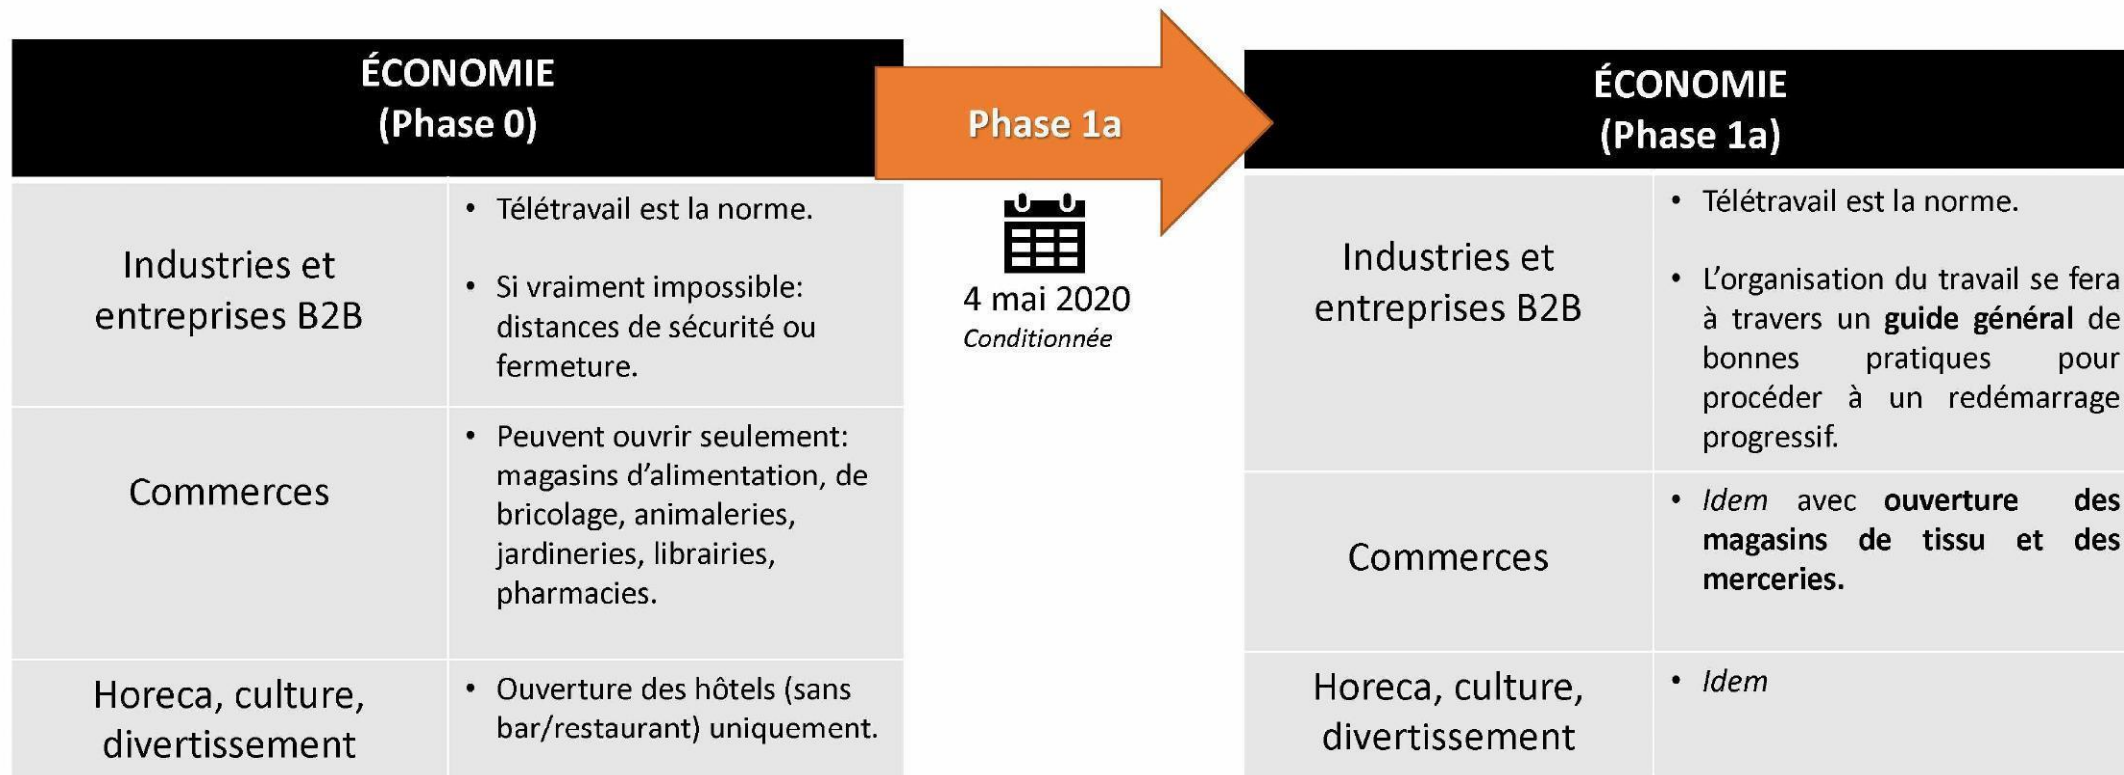 ÉCONOMIE
(Phase 0)
Industries et
entreprises B2B
• Télétravail est la norme.
• Si vraiment impossible:
distances de sécurité ou
fermeture.
Commerces
• Peuvent ouvrir seulement:
magasins d’alimentation, de
bricolage, animaleries,
jardineries, librairies,
pharmacies.
Horeca, culture,
divertissement
• Ouverture des hôtels (sans
bar/restaurant) uniquement.
Phase 1a
4 mai 2020
Conditionnée
ÉCONOMIE
(Phase 1a)
Industries et
entreprises B2B
• Télétravail est la norme.
• L’organisation du travail se fera
à travers un guide général de
bonnes pratiques pour
procéder à un redémarrage
progressif.
Commerces
• Idem avec ouverture des
magasins de tissu et des
merceries.
Horeca, culture,
divertissement
• Idem